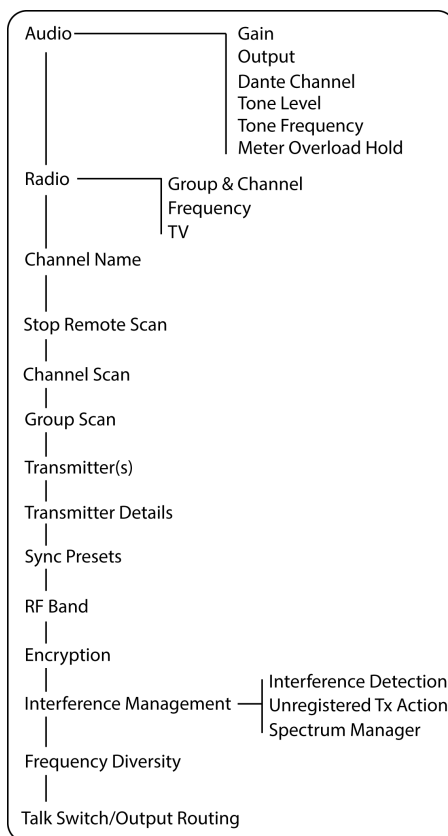 Audio
Gain
Output
Dante Channel
Tone Level
Tone Frequency
Meter Overload Hold
Radio
Group & Channel
Frequency
TV
Channel Name
Stop Remote Scan
Channel Scan
Group Scan
Transmitter(s)
Transmitter Details
Sync Presets
RF Band
Encryption
Interference Management
Interference Detection
Unregistered Tx Action
Spectrum Manager
Frequency Diversity
Talk Switch/Output Routing